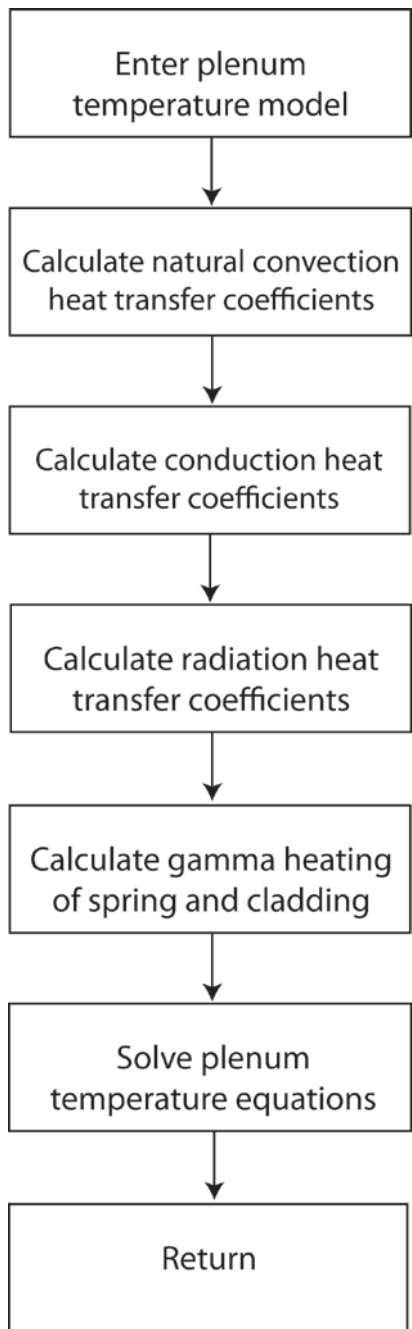 Enter plenum
temperature model
Calculate natural convection
heat transfer coefficients
Calculate conduction heat
transfer coefficients
Calculate radiation heat
transfer coefficients
Calculate gamma heating
of spring and cladding
Solve plenum
temperature equations
Return